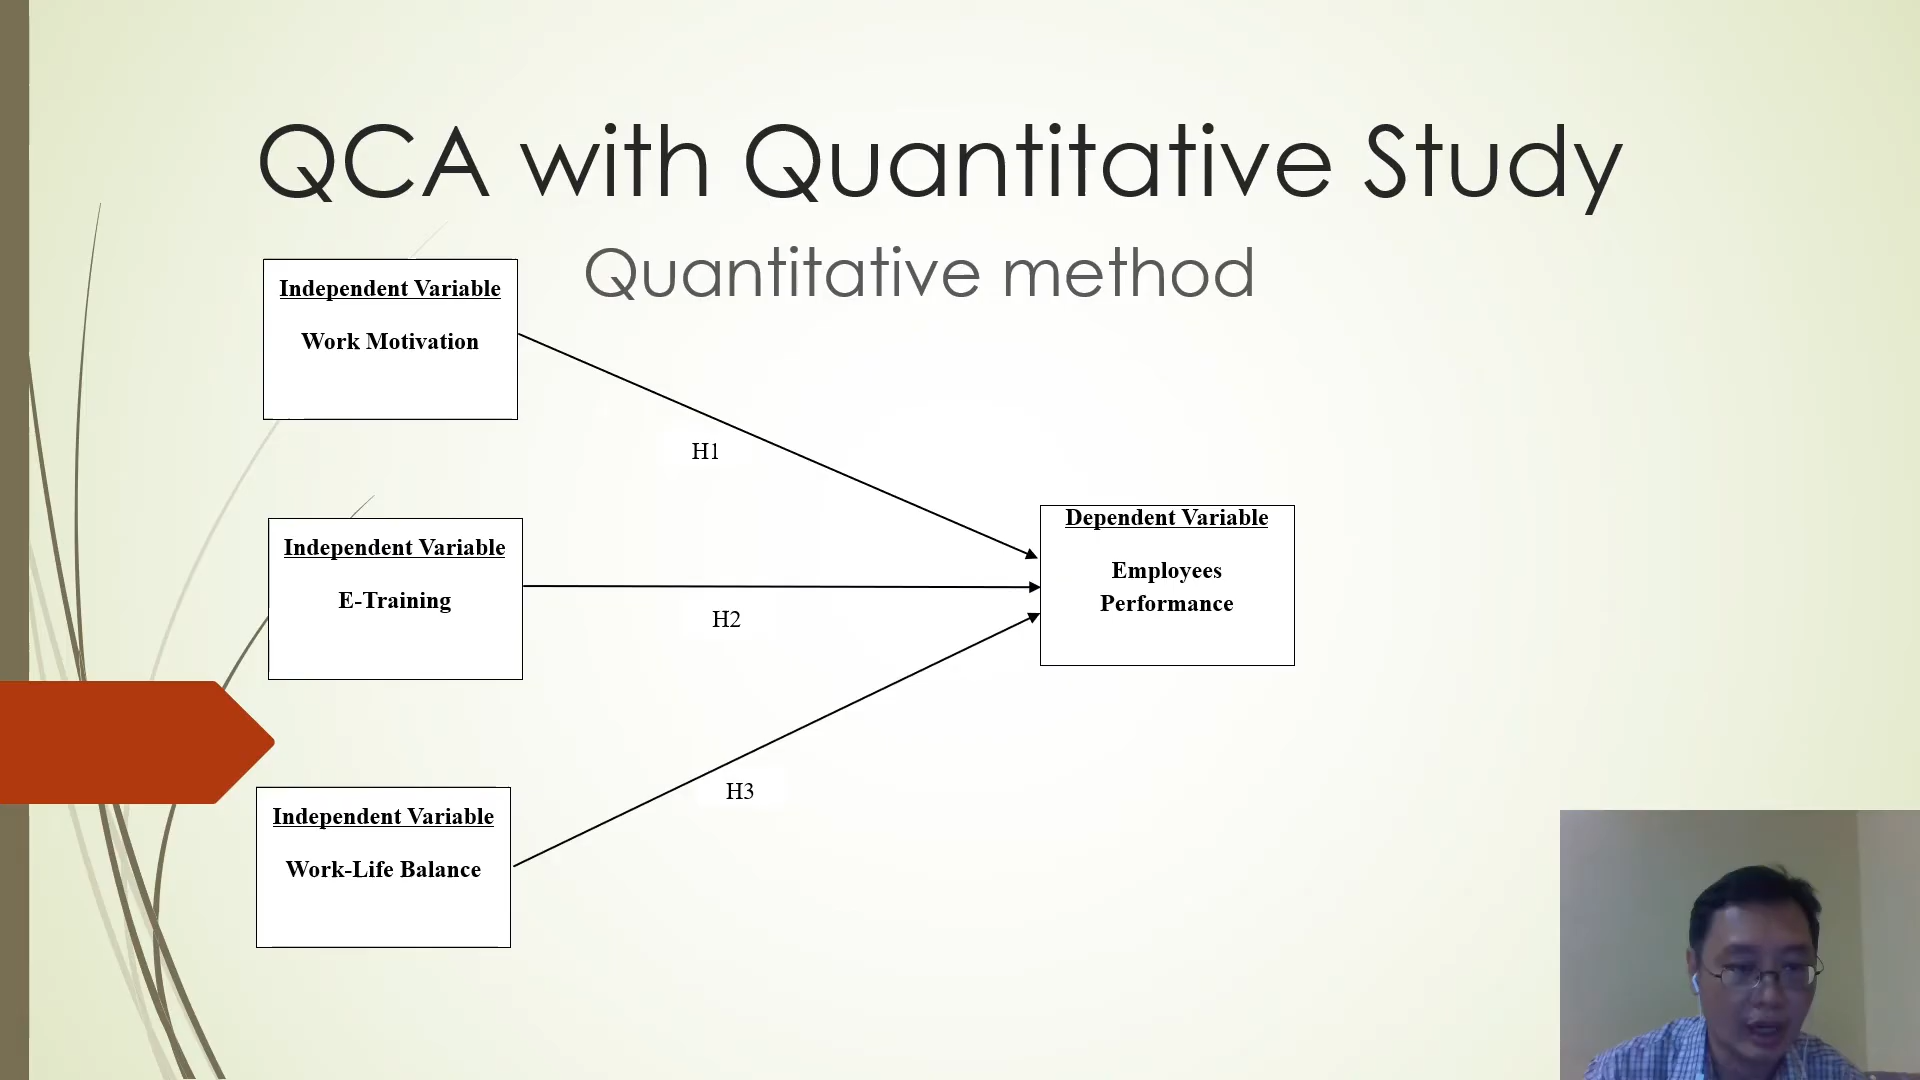 QCA with Quantitative Study
Quantitative method
Independent Variable
Work Motivation
H1
Independent Variable
E-Training
H2
Dependent Variable
Employees
Performance
H3
Independent Variable
Work-Life Balance